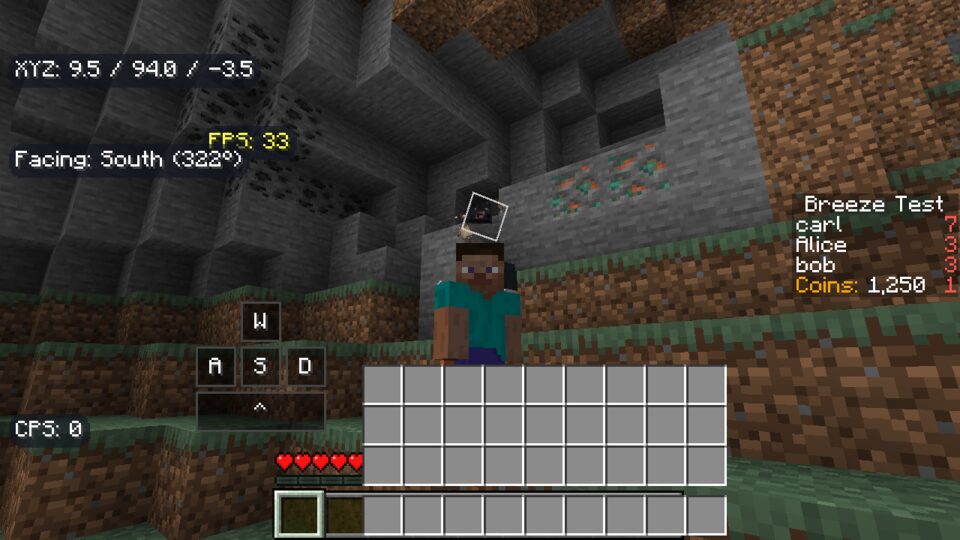 XYZ: 9.5 / 94.0 / -3.5
FPS: 33
Facing: South (322º)
Breeze Test
carl 7
Alice 3
bob 3
Coins: 1,250 1
W
A S D
^
CPS: 0